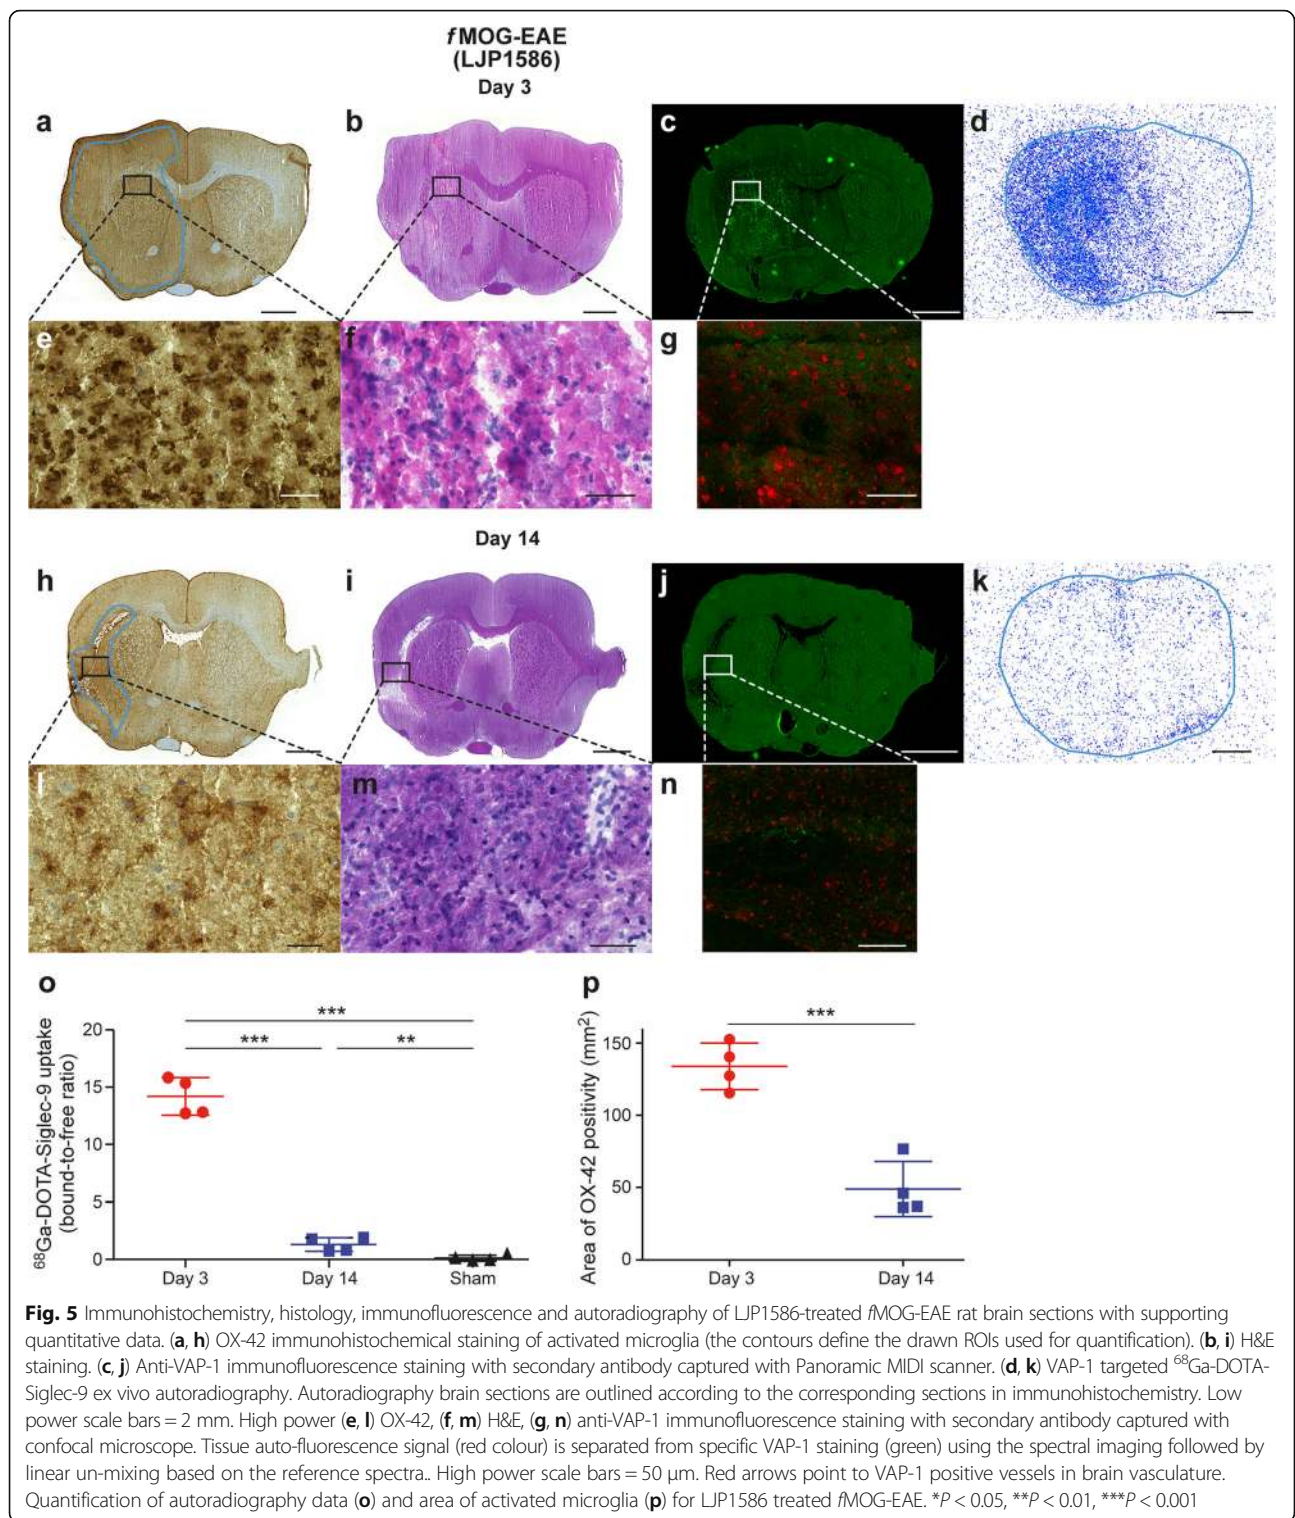 fMOG-EAE
(LJP1586)
Day 3
a
b
c
d
e
f
g
Day 14
h
i
j
k
l
m
n
o
⁶⁸Ga-DOTA-Siglec-9 uptake
(bound-to-free ratio)
20
15
10
5
0
***
***
**
Day 3
Day 14
Sham
p
Area of OX-42 positivity (mm²)
150
100
50
0
***
Day 3
Day 14
Fig. 5 Immunohistochemistry, histology, immunofluorescence and autoradiography of LJP1586-treated fMOG-EAE rat brain sections with supporting
quantitative data. (a, h) OX-42 immunohistochemical staining of activated microglia (the contours define the drawn ROIs used for quantification). (b, i) H&E
staining. (c, j) Anti-VAP-1 immunofluorescence staining with secondary antibody captured with Panoramic MIDI scanner. (d, k) VAP-1 targeted ⁶⁸Ga-DOTA-
Siglec-9 ex vivo autoradiography. Autoradiography brain sections are outlined according to the corresponding sections in immunohistochemistry. Low
power scale bars = 2 mm. High power (e, l) OX-42, (f, m) H&E, (g, n) anti-VAP-1 immunofluorescence staining with secondary antibody captured with
confocal microscope. Tissue auto-fluorescence signal (red colour) is separated from specific VAP-1 staining (green) using the spectral imaging followed by
linear un-mixing based on the reference spectra.. High power scale bars = 50 μm. Red arrows point to VAP-1 positive vessels in brain vasculature.
Quantification of autoradiography data (o) and area of activated microglia (p) for LJP1586 treated fMOG-EAE. *P < 0.05, **P < 0.01, ***P < 0.001